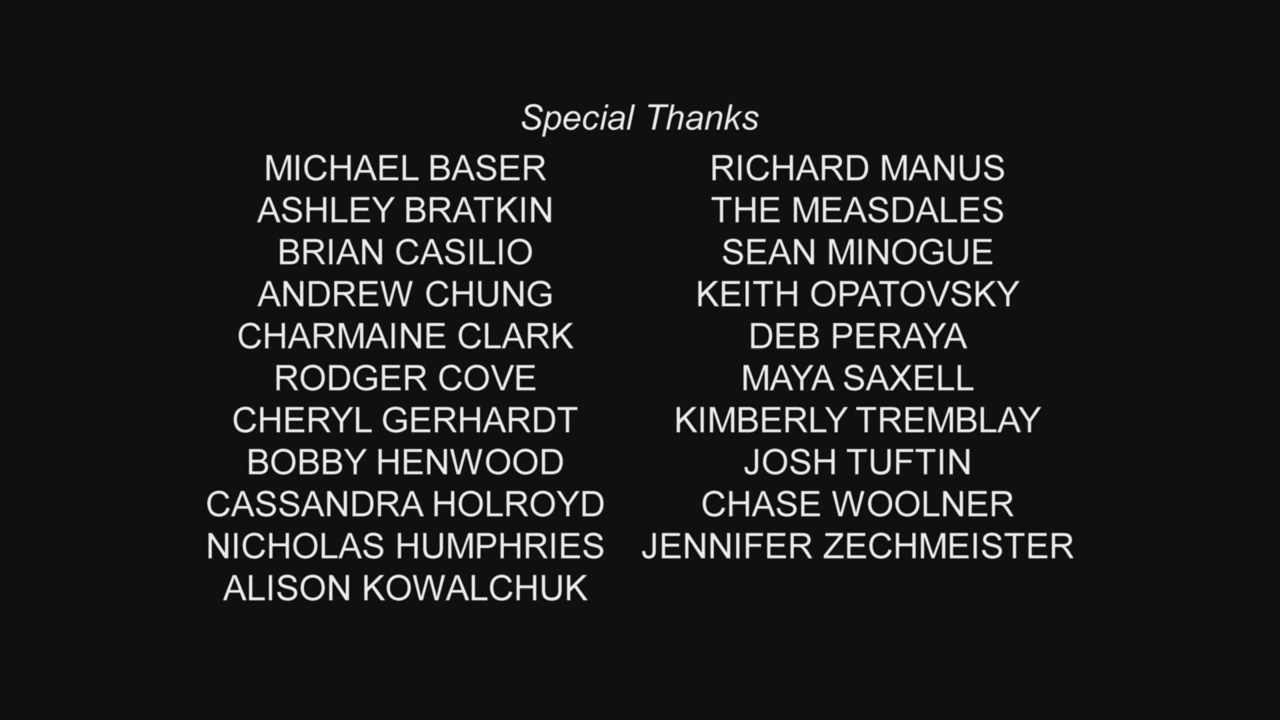 Special Thanks
MICHAEL BASER
ASHLEY BRATKIN
BRIAN CASILIO
ANDREW CHUNG
CHARMAINE CLARK
RODGER COVE
CHERYL GERHARDT
BOBBY HENWOOD
CASSANDRA HOLROYD
NICHOLAS HUMPHRIES
ALISON KOWALCHUK
RICHARD MANUS
THE MEASDALES
SEAN MINOGUE
KEITH OPATOVSKY
DEB PERAYA
MAYA SAXELL
KIMBERLY TREMBLAY
JOSH TUFTIN
CHASE WOOLNER
JENNIFER ZECHMEISTER